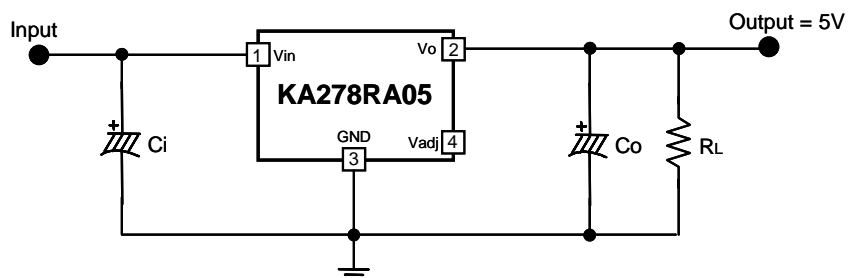 Input
Output = 5V
1
Vin
Vo
2
KA278RA05
+
Ci
GND
3
Vadj
4
+
Co
RL